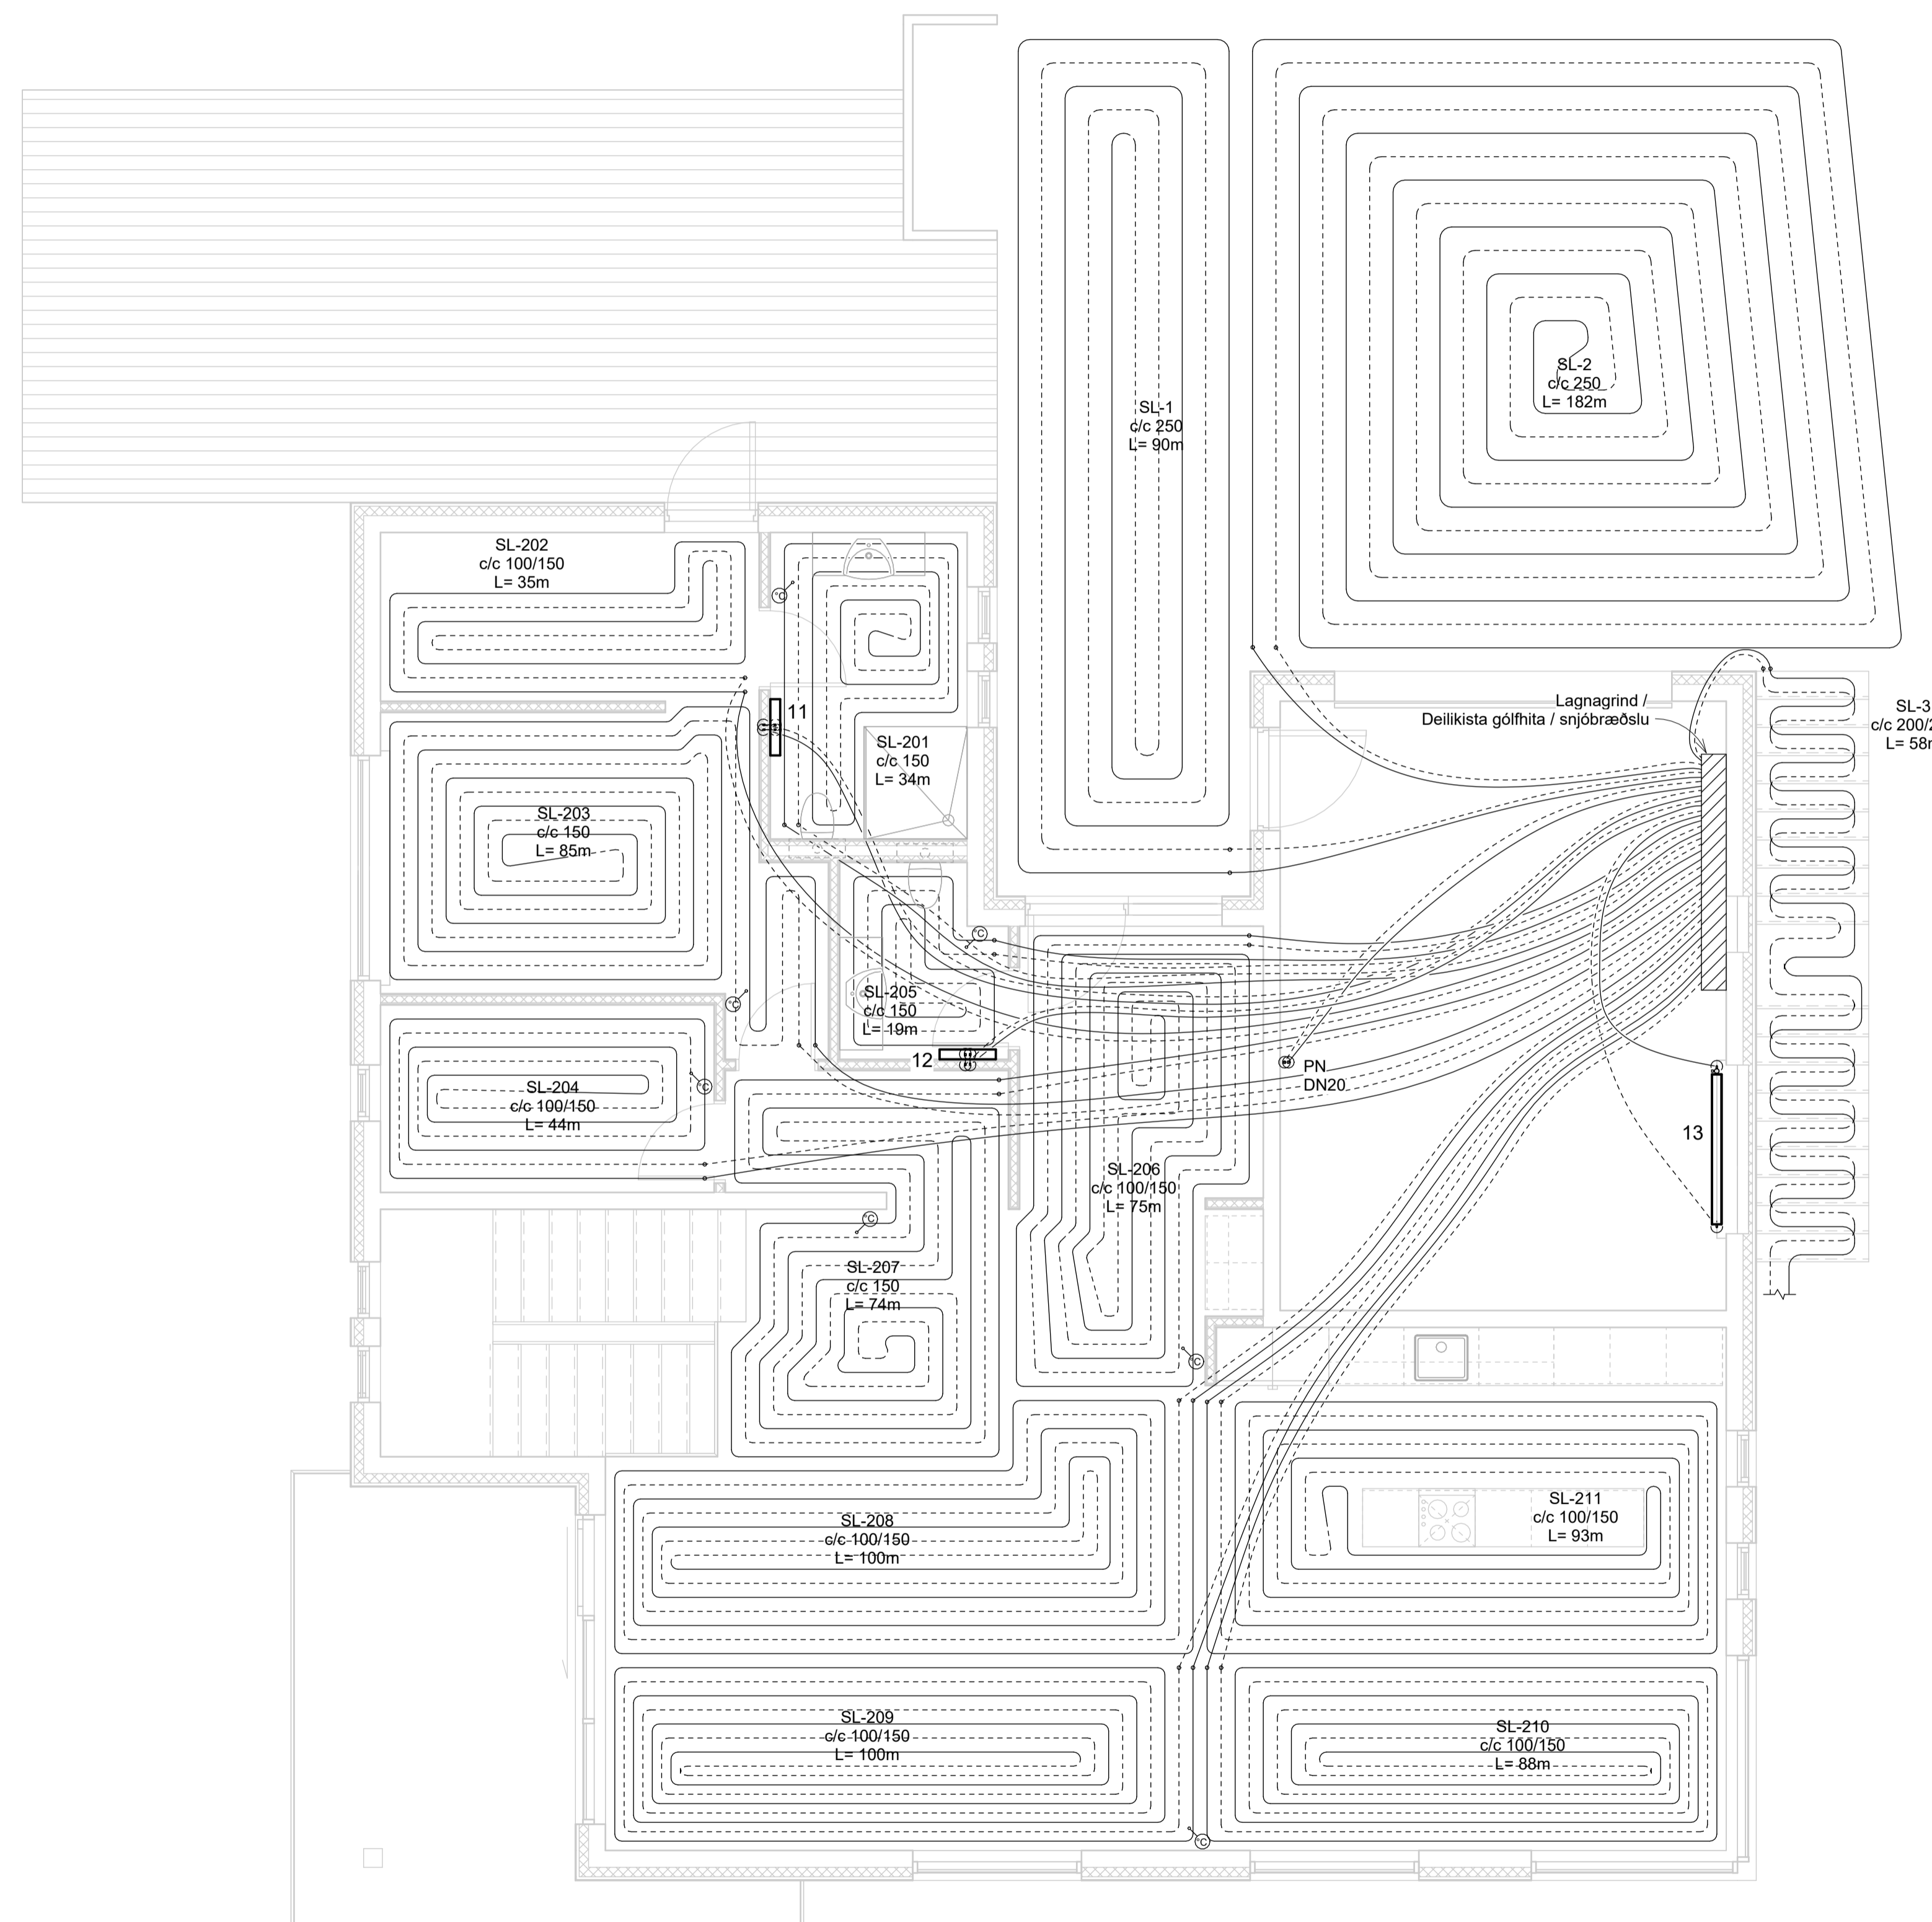 SL-1
c/c 250
L= 90m
SL-2
c/c 250
L= 182m
SL-202
c/c 100/150
L= 35m
°C
11
Lagnagrind /
Deilikista gólfhita / snjóbræðslu
SL-3
c/c 200/2
L= 58m
SL-201
c/c 150
L= 34m
SL-203
c/c 150
L= 85m
°C
°C
SL-205
c/c 150
L= 19m
12
PN
DN20
°C
SL-204
c/c 100/150
L= 44m
13
SL-206
c/c 100/150
L= 75m
°C
SL-207
c/c 150
L= 74m
°C
SL-208
c/c 100/150
L= 100m
SL-211
c/c 100/150
L= 93m
SL-209
c/c 100/150
L= 100m
SL-210
c/c 100/150
L= 88m
°C